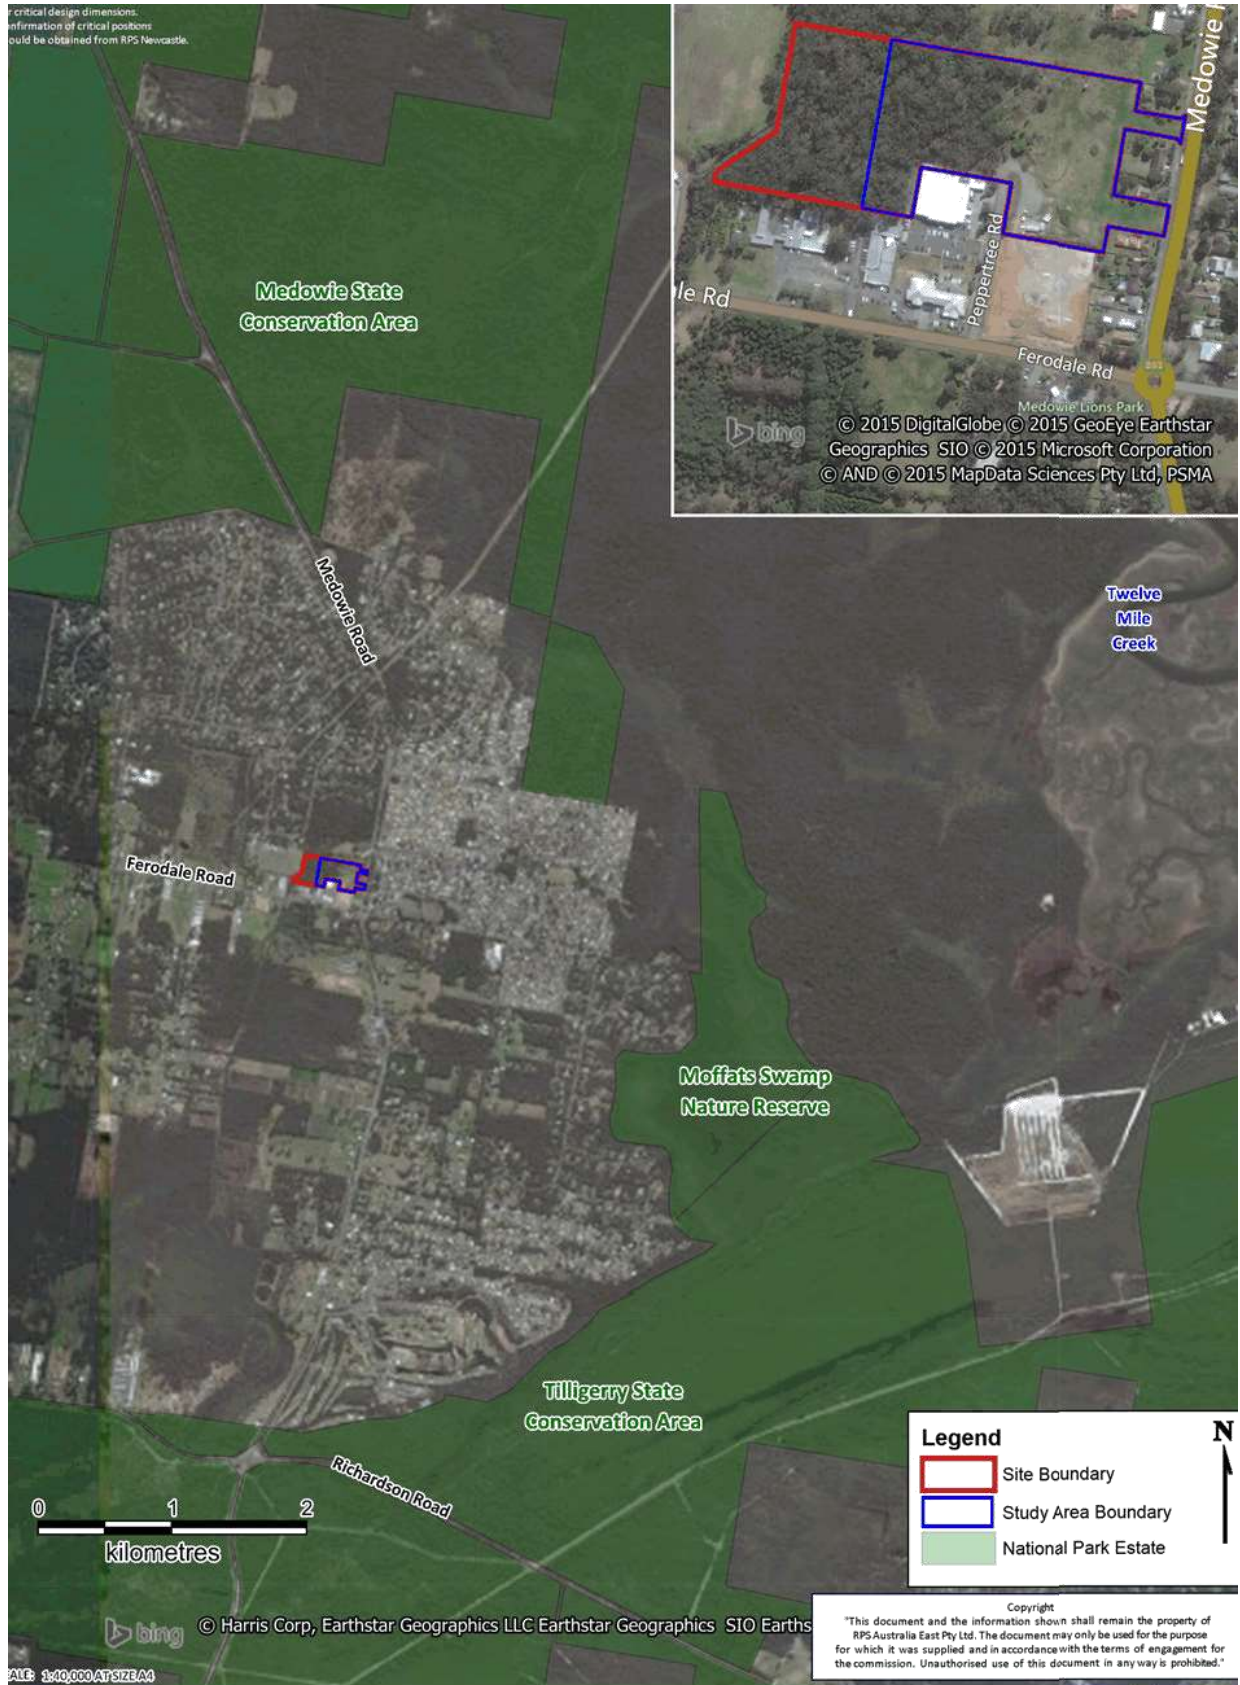 r critical design dimensions.
onfirmation of critical positions
ould be obtained from RPS Newcastle.
Medowie
Peppertree Rd
le Rd
Ferodale Rd
Medowie Lions Park
bing
© 2015 DigitalGlobe © 2015 GeoEye Earthstar
Geographics SIO © 2015 Microsoft Corporation
© AND © 2015 MapData Sciences Pty Ltd, PSMA
Medowie State
Conservation Area
Medowie Road
Twelve
Mile
Creek
Ferodale Road
Moffats Swamp
Nature Reserve
Tilligerry State
Conservation Area
Richardson Road
0 1 2
kilometres
Legend
Site Boundary
Study Area Boundary
National Park Estate
N
bing
© Harris Corp, Earthstar Geographics LLC Earthstar Geographics SIO Earths
Copyright
"This document and the information shown shall remain the property of
RPS Australia East Pty Ltd. The document may only be used for the purpose
for which it was supplied and in accordance with the terms of engagement for
the commission. Unauthorised use of this document in any way is prohibited."
ALE: 1:40,000 AT SIZE A4